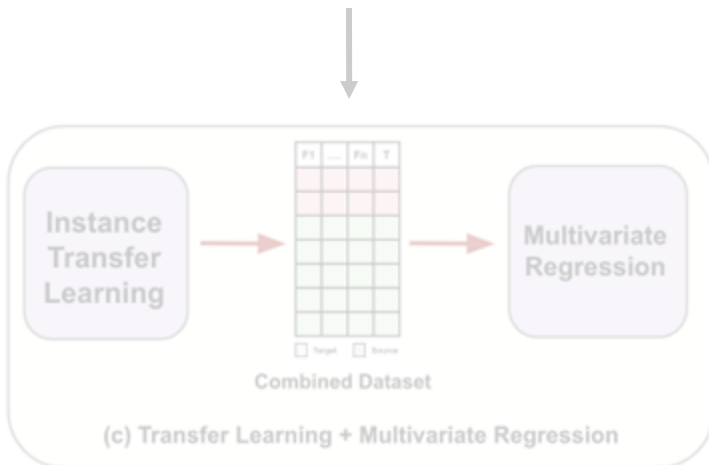 F1 ..... Fn T
Instance
Transfer
Learning
Multivariate
Regression
Target Source
Combined Dataset
(c) Transfer Learning + Multivariate Regression